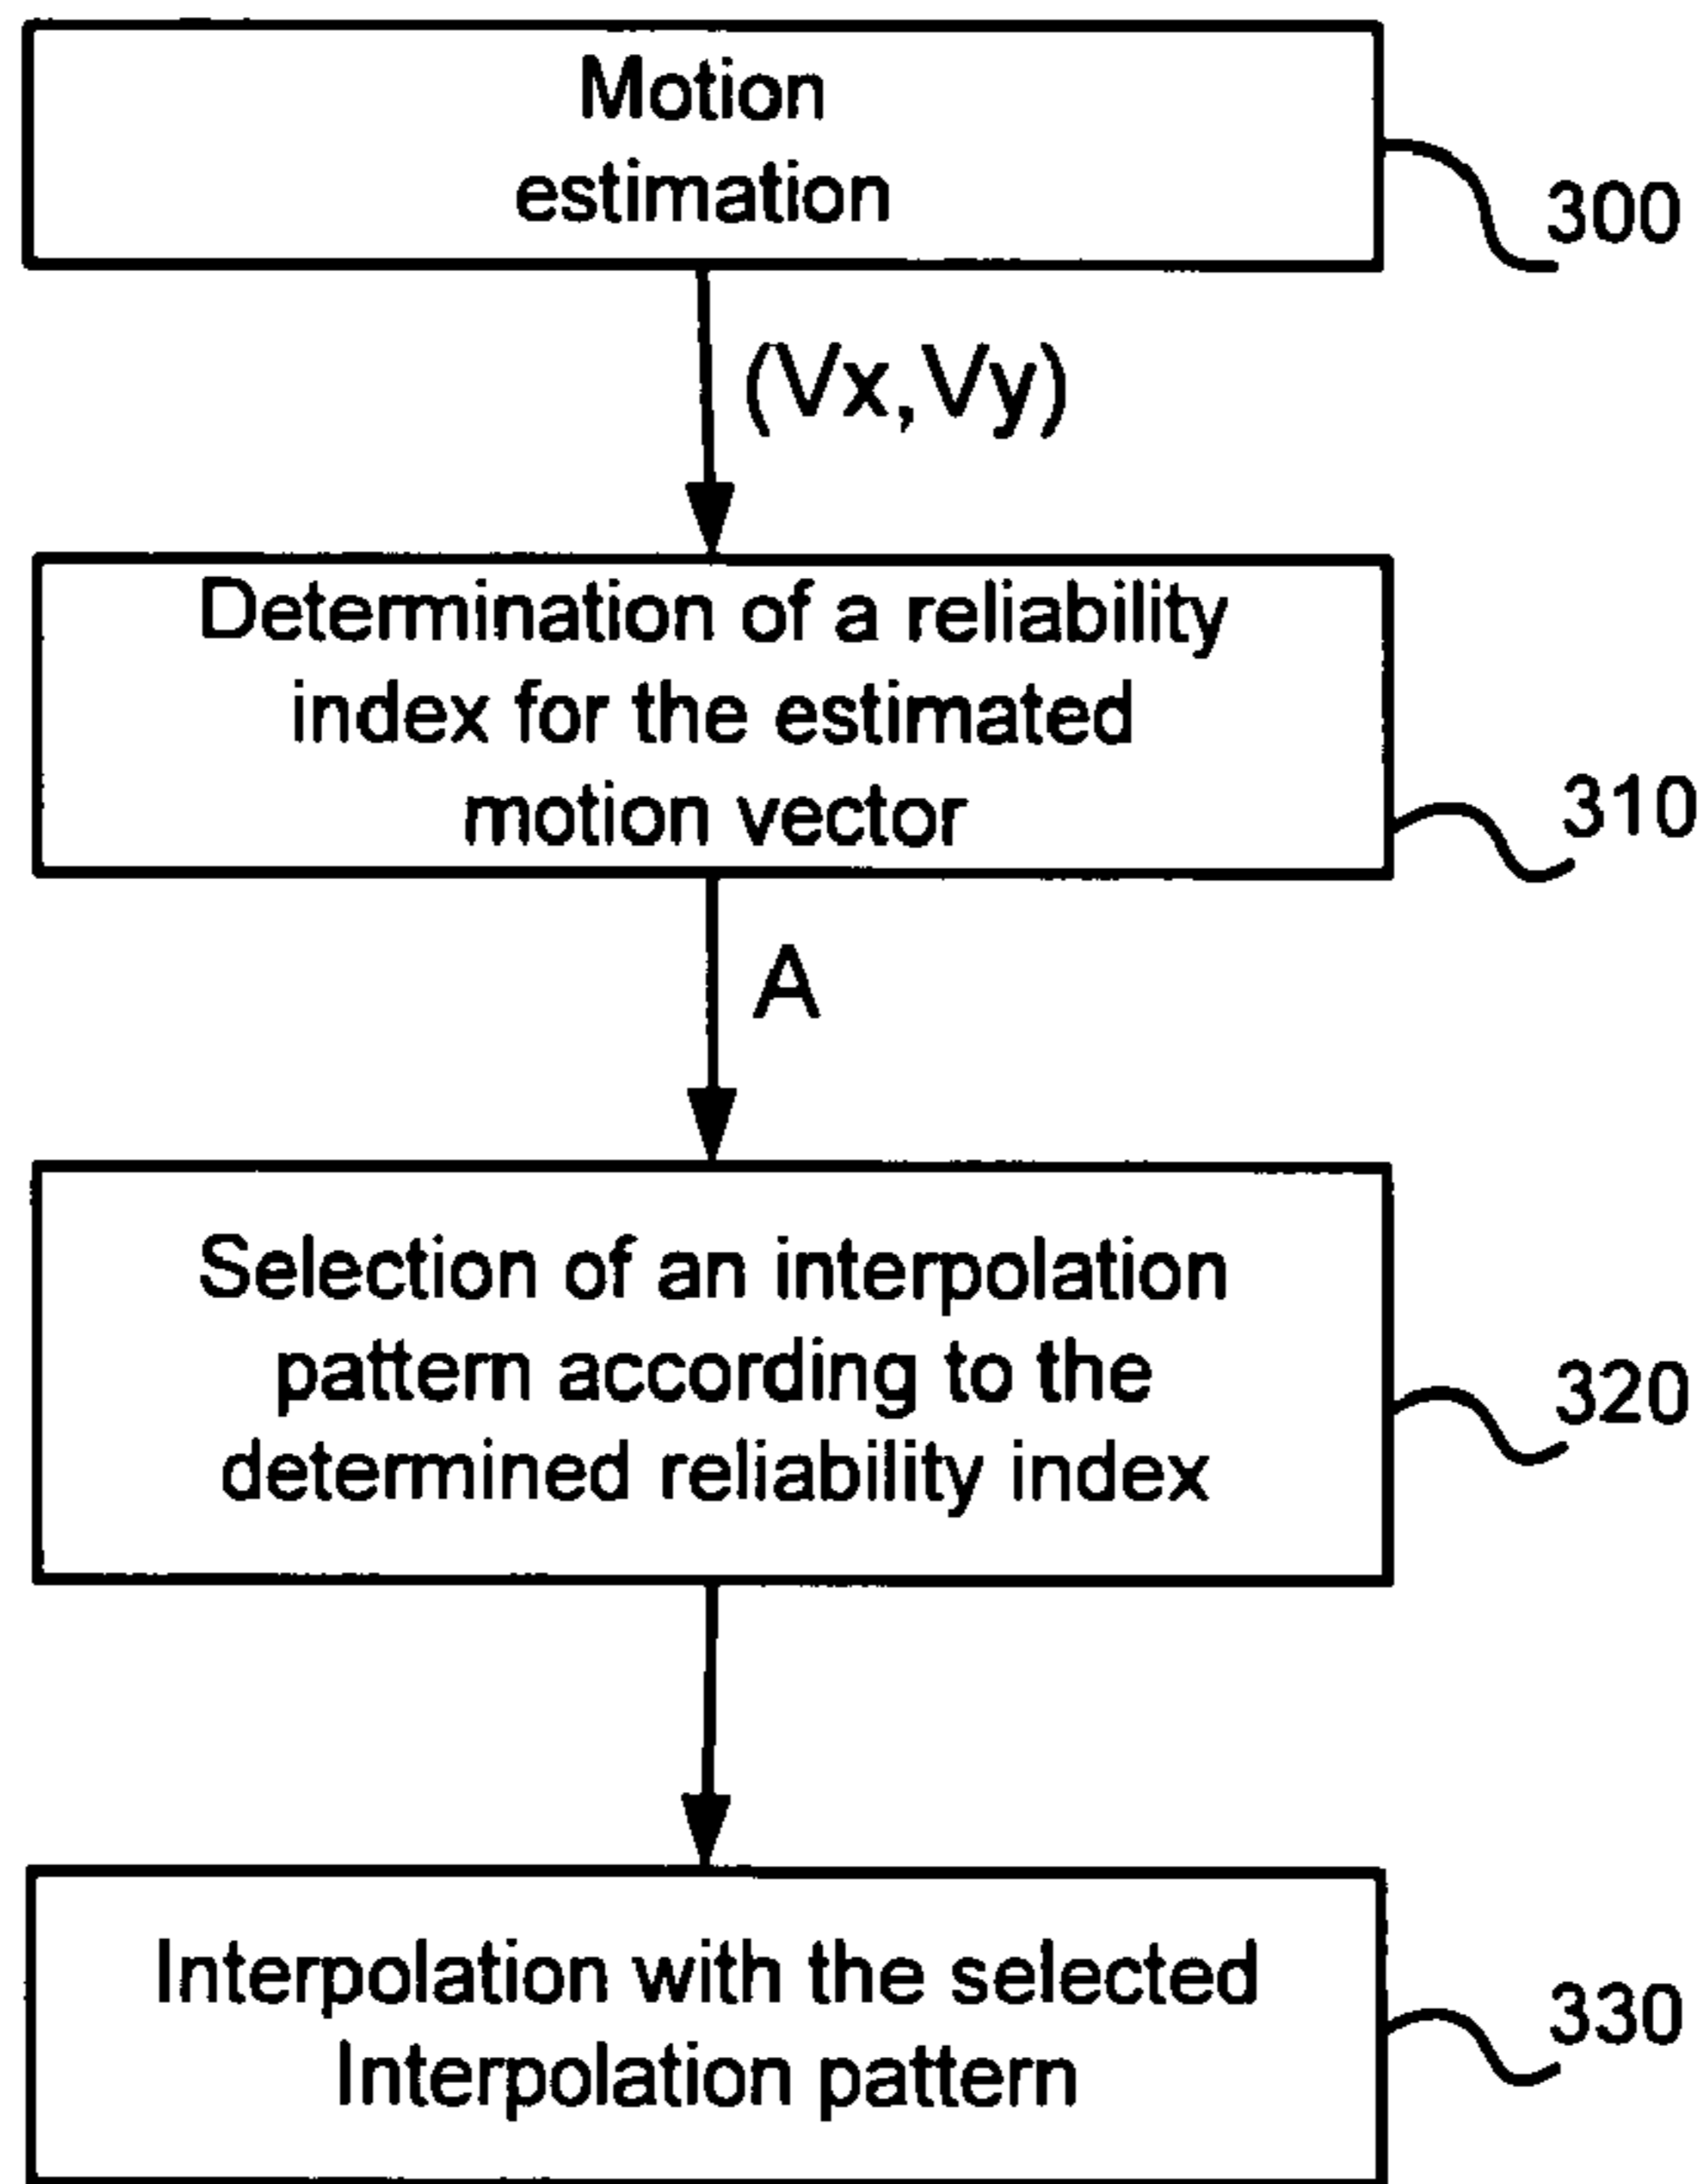 Motion
estimation
300
(Vx,Vy)
Determination of a reliability
index for the estimated
motion vector
310
A
Selection of an interpolation
pattern according to the
determined reliability index
320
Interpolation with the selected
Interpolation pattern
330